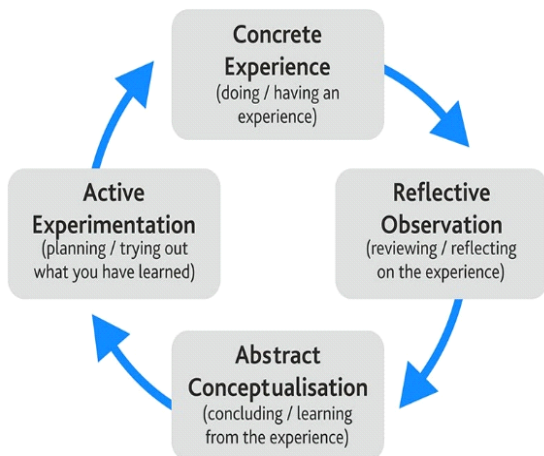 Concrete
Experience
(doing / having an
experience)
Reflective
Observation
(reviewing / reflecting
on the experience)
Abstract
Conceptualisation
(concluding / learning
from the experience)
Active
Experimentation
(planning / trying out
what you have learned)